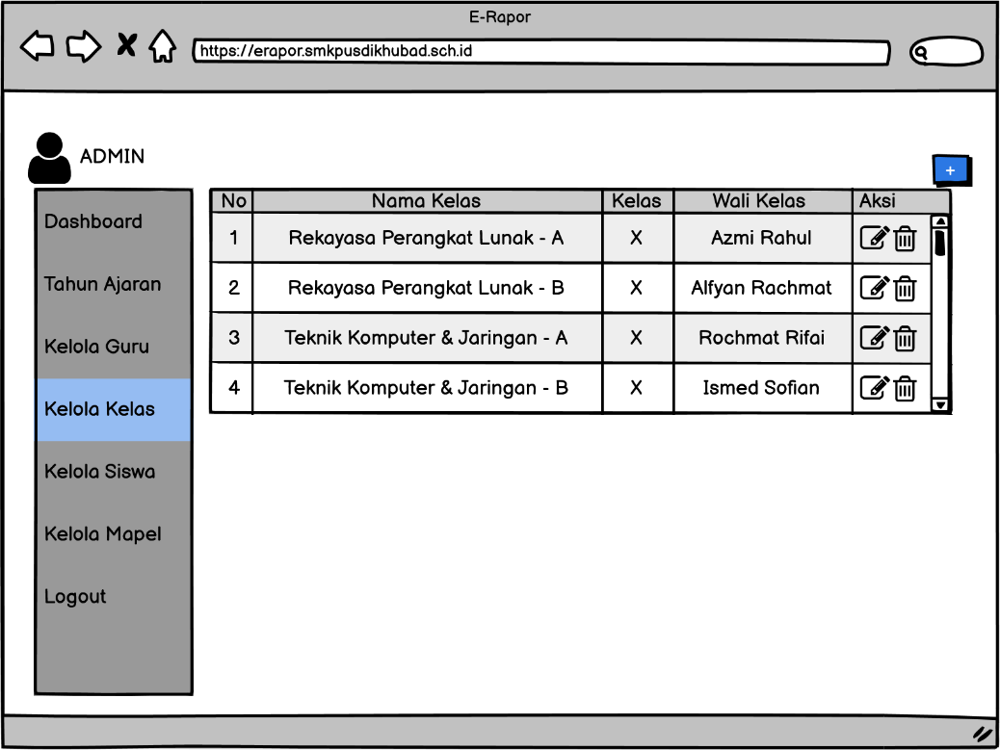 E-Rapor
https://erapor.smkpusdikhubad.sch.id
ADMIN
+
Dashboard
Tahun Ajaran
Kelola Guru
Kelola Kelas
Kelola Siswa
Kelola Mapel
Logout
No Nama Kelas Kelas Wali Kelas Aksi
1 Rekayasa Perangkat Lunak - A X Azmi Rahul
2 Rekayasa Perangkat Lunak - B X Alfyan Rachmat
3 Teknik Komputer & Jaringan - A X Rochmat Rifai
4 Teknik Komputer & Jaringan - B X Ismed Sofian